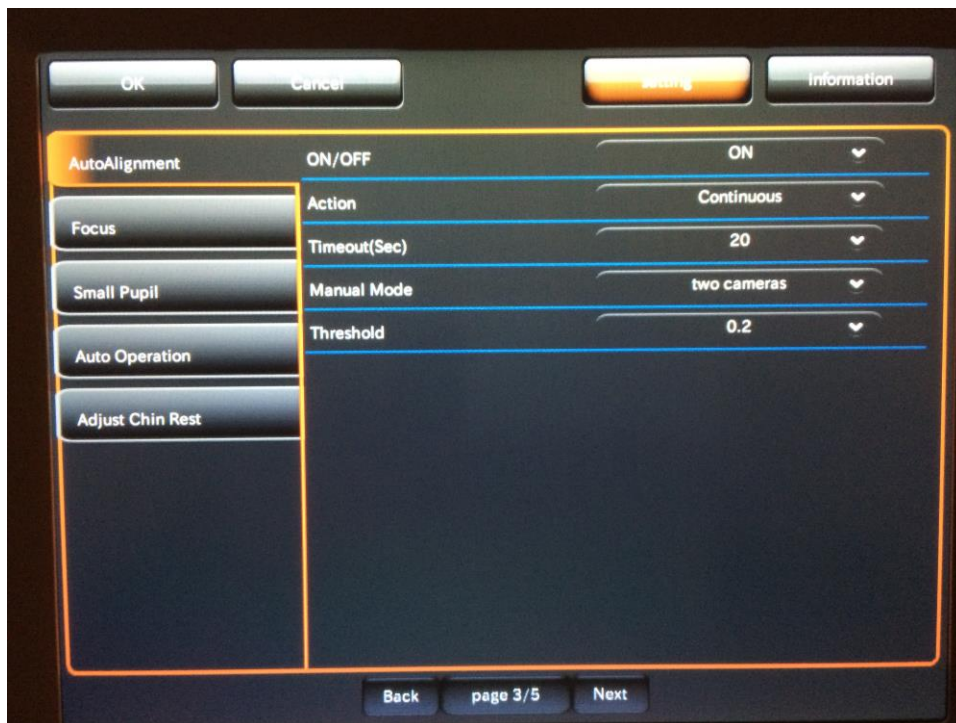 OK Cancel Setting Information
AutoAlignment ON/OFF ON
Action Continuous
Focus
Timeout(Sec) 20
Small Pupil Manual Mode two cameras
Threshold 0.2
Auto Operation
Adjust Chin Rest
Back page 3/5 Next